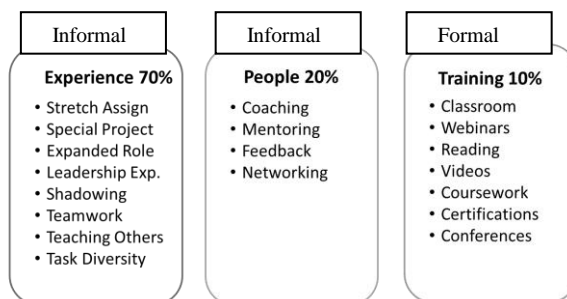 Informal
Experience 70%
• Stretch Assign
• Special Project
• Expanded Role
• Leadership Exp.
• Shadowing
• Teamwork
• Teaching Others
• Task Diversity
Informal
People 20%
• Coaching
• Mentoring
• Feedback
• Networking
Formal
Training 10%
• Classroom
• Webinars
• Reading
• Videos
• Coursework
• Certifications
• Conferences